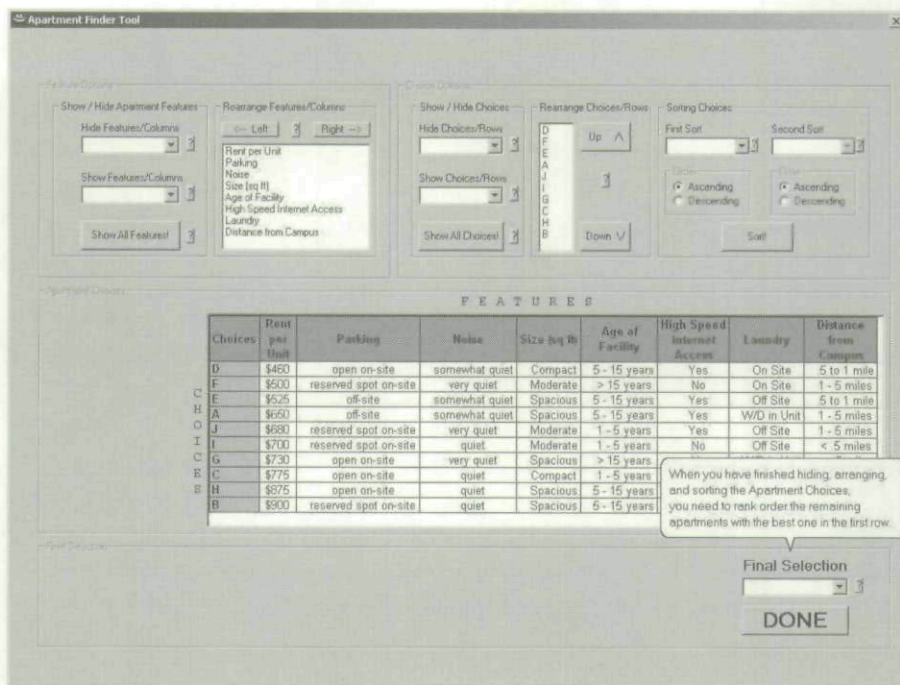 Apartment Finder Tool
Feature Options
Choice Options
Show / Hide Apartment Features
Hide Features/Columns
Show Features/Columns
Show All Features!
Rearrange Features/Columns
<-- Left
?
Right -->
Rent per Unit
Parking
Noise
Size (sq ft)
Age of Facility
High Speed Internet Access
Laundry
Distance from Campus
Show / Hide Choices
Hide Choices/Rows
Show Choices/Rows
Show All Choices!
Rearrange Choices/Rows
D
F
E
A
J
I
G
C
H
B
Up Λ
?
Down V
Sorting Choices
First Sort
Second Sort
Order
Ascending
Descending
Ascending
Descending
Sort!
Apartment Choices
F E A T U R E S
C H O I C E S
Choices Rent per Unit Parking Noise Size (sq ft) Age of Facility High Speed Internet Access Laundry Distance from Campus
D $460 open on-site somewhat quiet Compact 5 - 15 years Yes On Site .5 to 1 mile
F $500 reserved spot on-site very quiet Moderate > 15 years No On Site 1 - 5 miles
E $525 off-site somewhat quiet Spacious 5 - 15 years Yes Off Site .5 to 1 mile
A $650 off-site somewhat quiet Spacious 5 - 15 years Yes W/D in Unit 1 - 5 miles
J $680 reserved spot on-site very quiet Moderate 1 - 5 years Yes Off Site 1 - 5 miles
I $700 reserved spot on-site quiet Moderate 1 - 5 years No Off Site < .5 miles
G $730 open on-site very quiet Spacious > 15 years
C $775 open on-site quiet Compact 1 - 5 years
H $875 open on-site quiet Spacious 5 - 15 years
B $900 reserved spot on-site quiet Spacious 5 - 15 years
When you have finished hiding, arranging,
and sorting the Apartment Choices,
you need to rank order the remaining
apartments with the best one in the first row.
Final Selection
Final Selection
?
DONE